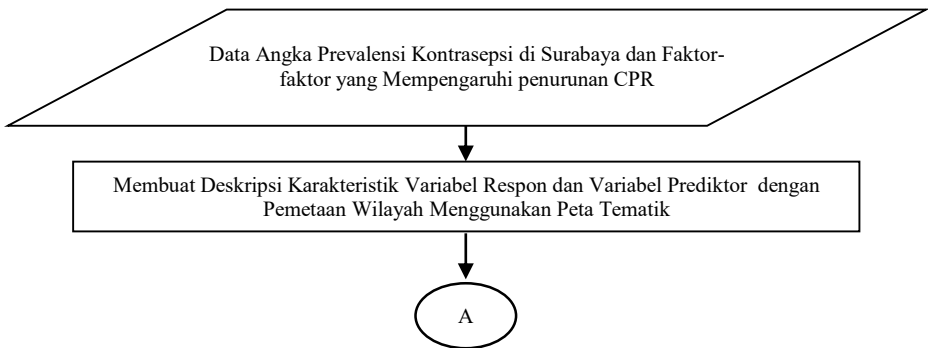 Data Angka Prevalensi Kontrasepsi di Surabaya dan Faktor-
faktor yang Mempengaruhi penurunan CPR
Membuat Deskripsi Karakteristik Variabel Respon dan Variabel Prediktor dengan
Pemetaan Wilayah Menggunakan Peta Tematik
A